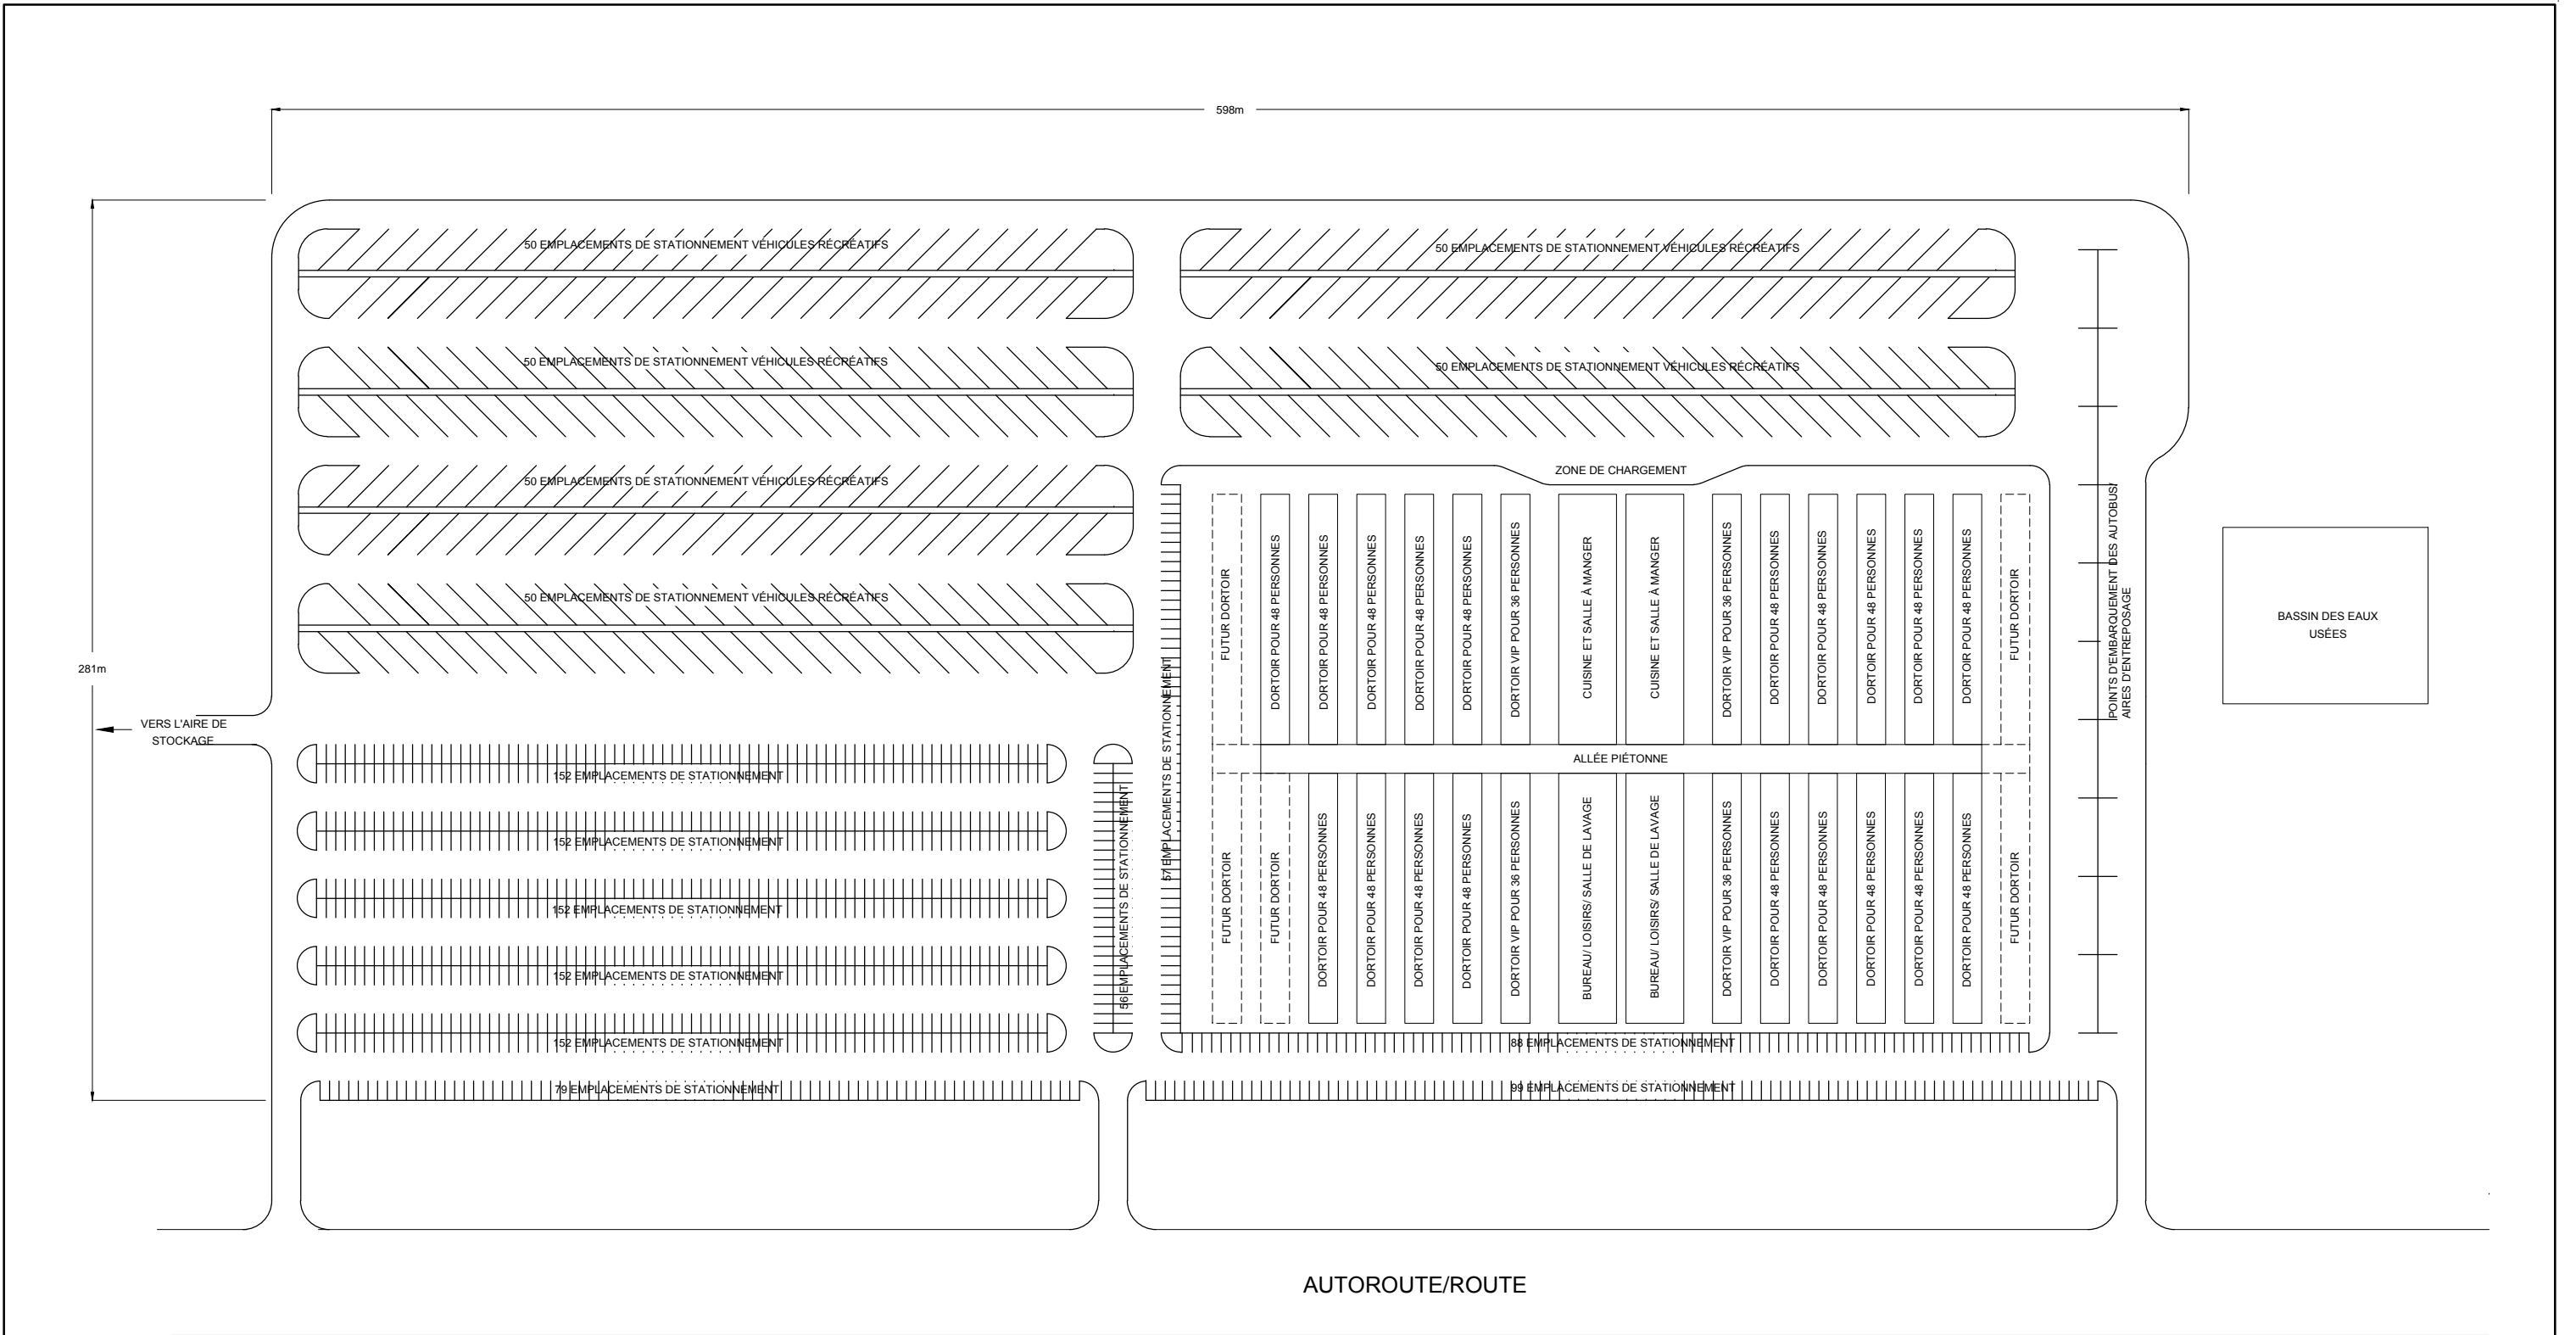 598m
50 EMPLACEMENTS DE STATIONNEMENT VÉHICULES RÉCRÉATIFS
50 EMPLACEMENTS DE STATIONNEMENT VÉHICULES RÉCRÉATIFS
50 EMPLACEMENTS DE STATIONNEMENT VÉHICULES RÉCRÉATIFS
50 EMPLACEMENTS DE STATIONNEMENT VÉHICULES RÉCRÉATIFS
50 EMPLACEMENTS DE STATIONNEMENT VÉHICULES RÉCRÉATIFS
50 EMPLACEMENTS DE STATIONNEMENT VÉHICULES RÉCRÉATIFS
281m
VERS L'AIRE DE
STOCKAGE
152 EMPLACEMENTS DE STATIONNEMENT
152 EMPLACEMENTS DE STATIONNEMENT
152 EMPLACEMENTS DE STATIONNEMENT
152 EMPLACEMENTS DE STATIONNEMENT
152 EMPLACEMENTS DE STATIONNEMENT
79 EMPLACEMENTS DE STATIONNEMENT
56 EMPLACEMENTS DE STATIONNEMENT
57 EMPLACEMENTS DE STATIONNEMENT
ZONE DE CHARGEMENT
FUTUR DORTOIR
DORTOIR POUR 48 PERSONNES
DORTOIR POUR 48 PERSONNES
DORTOIR POUR 48 PERSONNES
DORTOIR POUR 48 PERSONNES
DORTOIR POUR 48 PERSONNES
DORTOIR VIP POUR 36 PERSONNES
CUISINE ET SALLE À MANGER
CUISINE ET SALLE À MANGER
DORTOIR VIP POUR 36 PERSONNES
DORTOIR POUR 48 PERSONNES
DORTOIR POUR 48 PERSONNES
DORTOIR POUR 48 PERSONNES
DORTOIR POUR 48 PERSONNES
DORTOIR POUR 48 PERSONNES
FUTUR DORTOIR
ALLÉE PIÉTONNE
FUTUR DORTOIR
FUTUR DORTOIR
DORTOIR POUR 48 PERSONNES
DORTOIR POUR 48 PERSONNES
DORTOIR POUR 48 PERSONNES
DORTOIR POUR 48 PERSONNES
DORTOIR VIP POUR 36 PERSONNES
BUREAU/ LOISIRS/ SALLE DE LAVAGE
BUREAU/ LOISIRS/ SALLE DE LAVAGE
DORTOIR VIP POUR 36 PERSONNES
DORTOIR POUR 48 PERSONNES
DORTOIR POUR 48 PERSONNES
DORTOIR POUR 48 PERSONNES
DORTOIR POUR 48 PERSONNES
DORTOIR POUR 48 PERSONNES
FUTUR DORTOIR
88 EMPLACEMENTS DE STATIONNEMENT
99 EMPLACEMENTS DE STATIONNEMENT
POINTS D'EMBARQUEMENT DES AUTOBUS/
AIRES D'ENTREPOSAGE
BASSIN DES EAUX
USÉES
AUTOROUTE/ROUTE